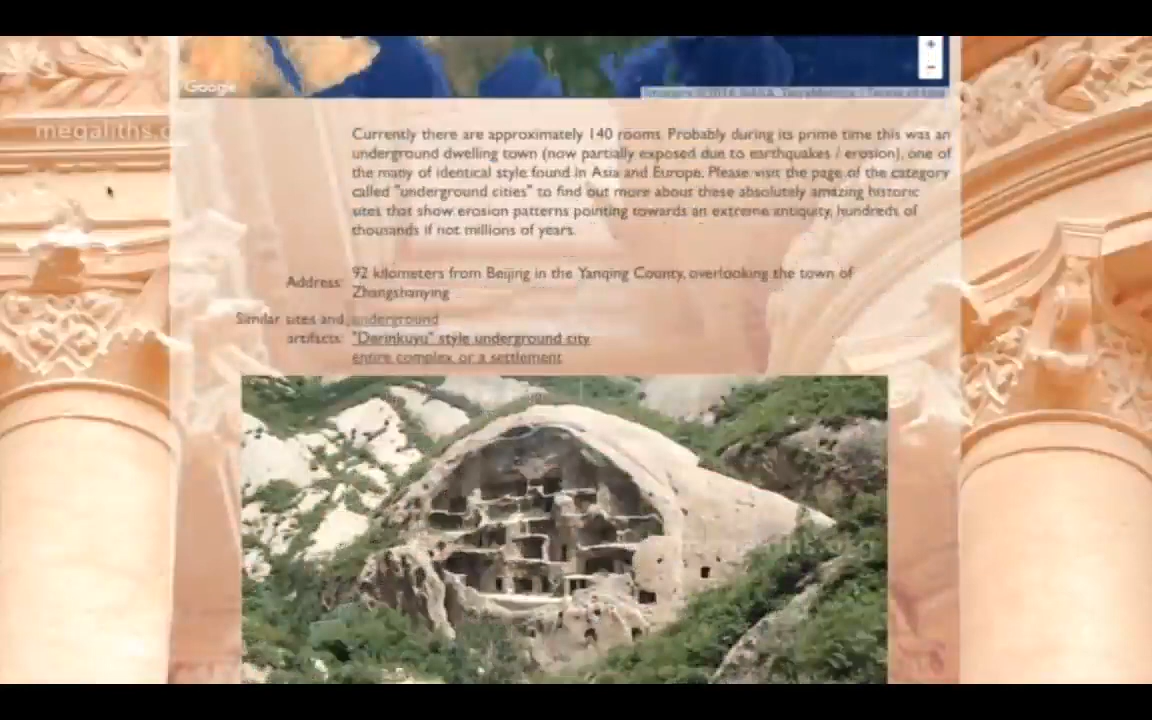 Google
megaliths.o
Currently there are approximately 140 rooms. Probably during its prime time this was an
underground dwelling town (now partially exposed due to earthquakes / erosion), one of
the many of identical style found in Asia and Europe. Please visit the page of the category
called "underground cities" to find out more about these absolutely amazing historic
sites that show erosion patterns pointing towards an extreme antiquity, hundreds of
thousands if not millions of years.
Address: 92 kilometers from Beijing in the Yanqing County, overlooking the town of
Zhangshanying
Similar sites and underground
artifacts: "Derinkuyu" style underground city
entire complex or a settlement